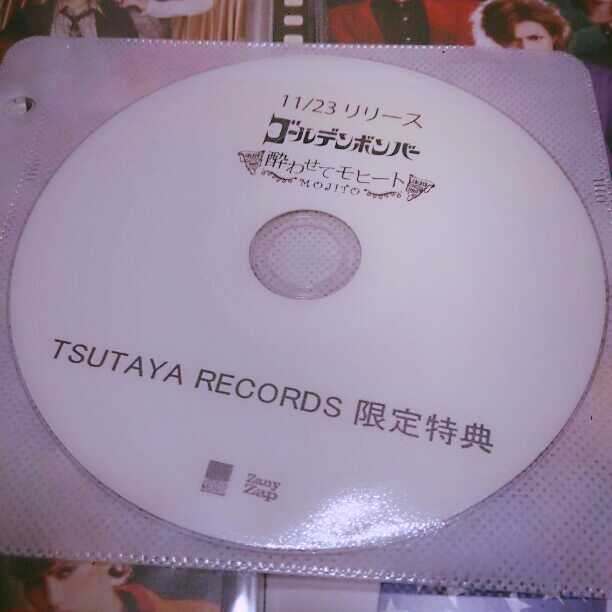 11/23 リリース
ゴールデンボンバー
酔わせてモヒート
MOJITO
TSUTAYA RECORDS 限定特典
Zany
Zap